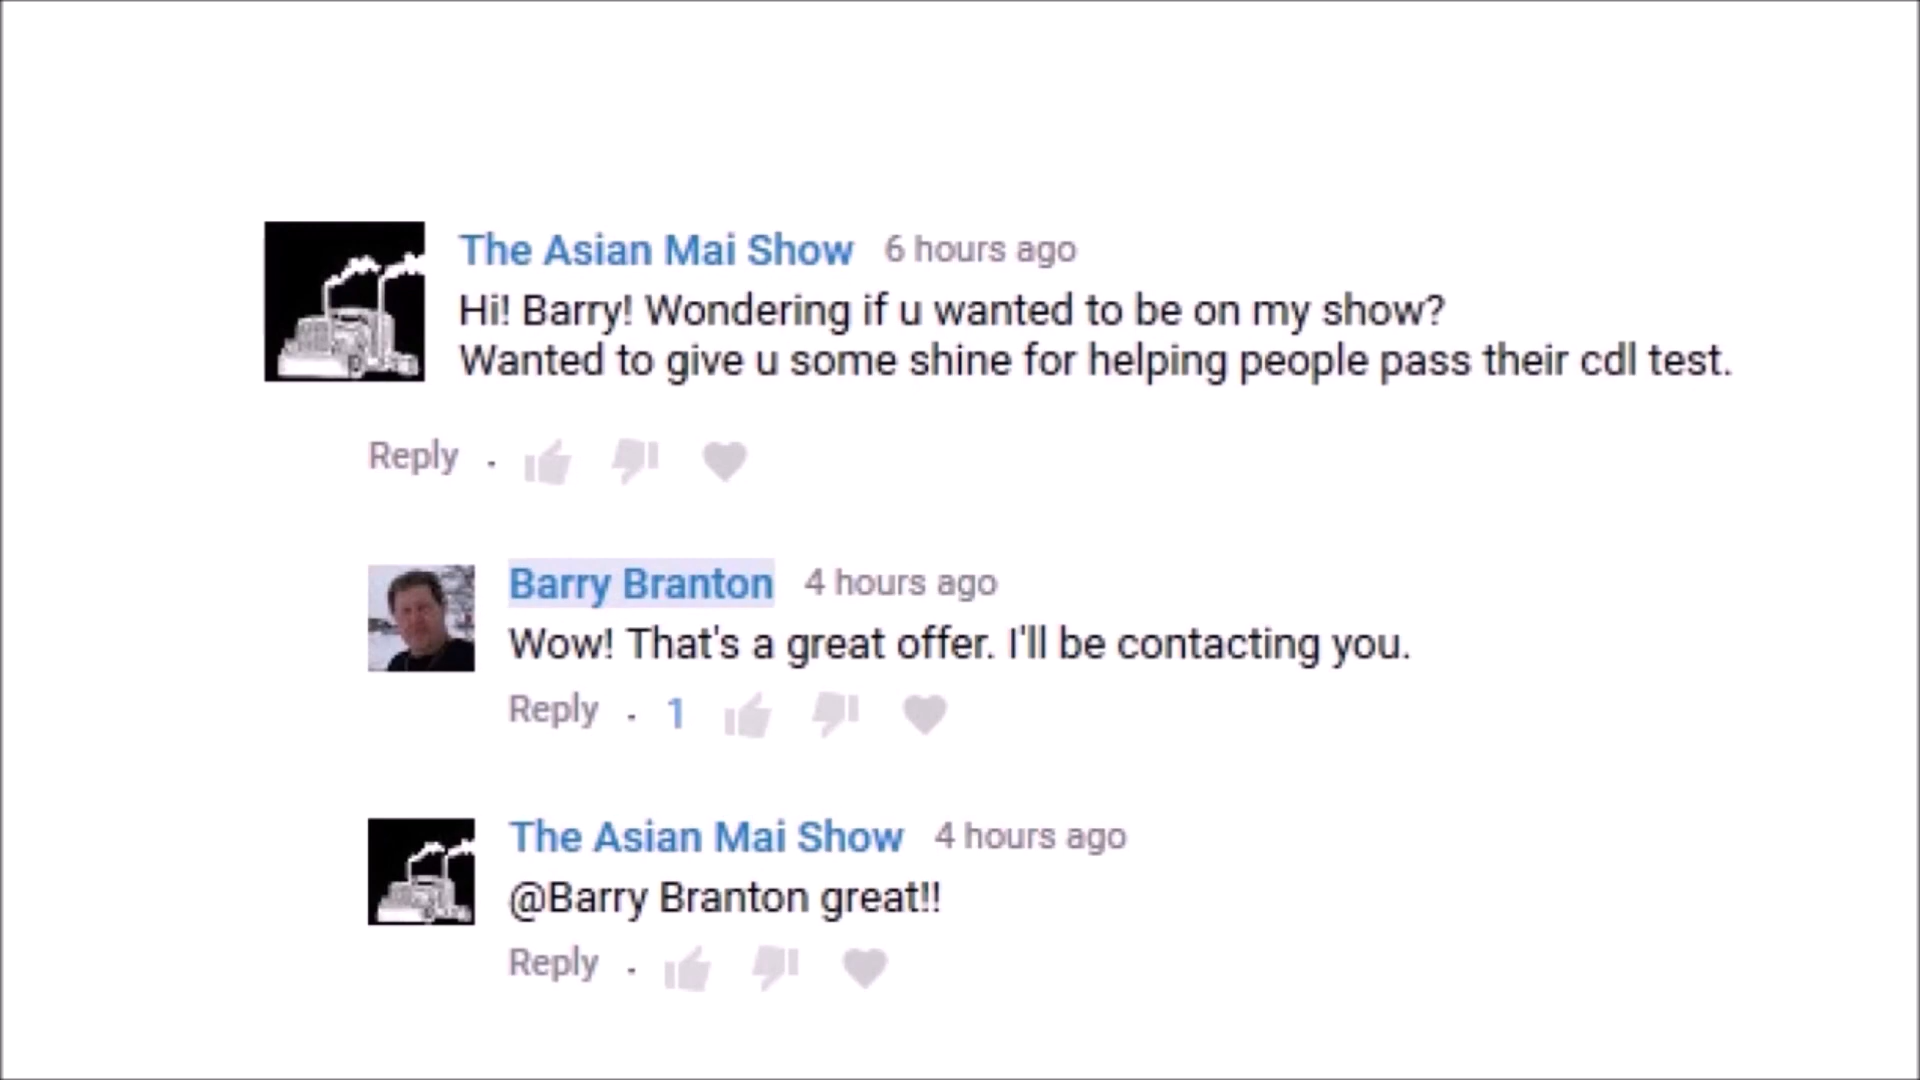 The Asian Mai Show 6 hours ago
Hi! Barry! Wondering if u wanted to be on my show?
Wanted to give u some shine for helping people pass their cdl test.
Reply .
Barry Branton 4 hours ago
Wow! That's a great offer. I'll be contacting you.
Reply . 1
The Asian Mai Show 4 hours ago
@Barry Branton great!!
Reply .